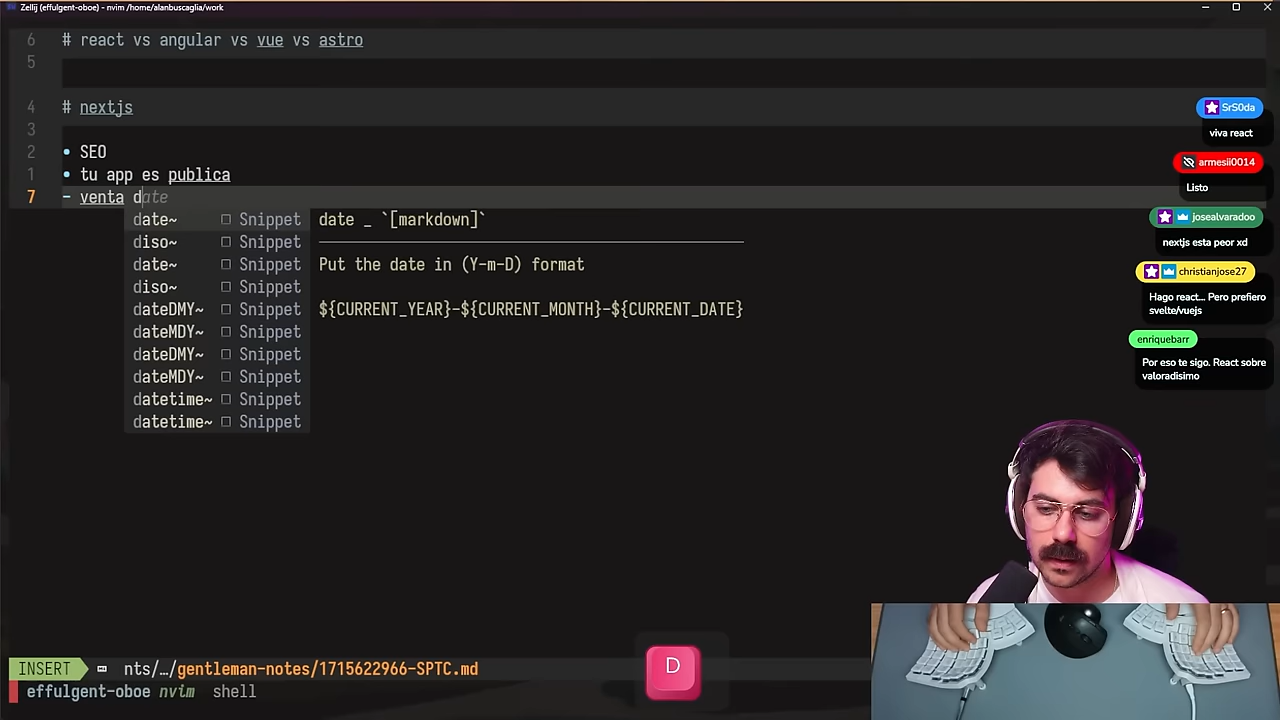 Zellij (effulgent-oboe) - nvim /home/alanbuscaglia/work
6 # react vs angular vs vue vs astro
5
4 # nextjs
3
2 • SEO
1 • tu app es publica
7 - venta date
date~ □ Snippet
diso~ □ Snippet
date~ □ Snippet
diso~ □ Snippet
dateDMY~ □ Snippet
dateMDY~ □ Snippet
dateDMY~ □ Snippet
dateMDY~ □ Snippet
datetime~ □ Snippet
datetime~ □ Snippet
date _ `[markdown]`
Put the date in (Y-m-D) format
${CURRENT_YEAR}-${CURRENT_MONTH}-${CURRENT_DATE}
SrS0da
viva react
armesii0014
Listo
josealvaradoo
nextjs esta peor xd
christianjose27
Hago react... Pero prefiero
svelte/vuejs
enriquebarr
Por eso te sigo. React sobre
valoradisimo
D
INSERT nts/…/gentleman-notes/1715622966-SPTC.md
effulgent-oboe nvim shell